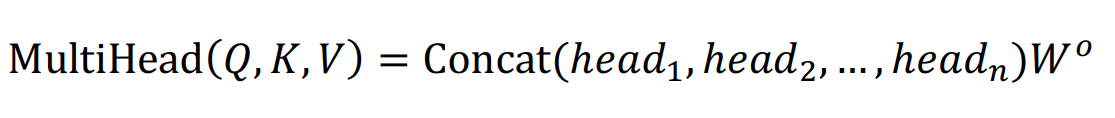 MultiHead(Q, K, V) = Concat(head₁, head₂, … , headₙ)Wᵒ